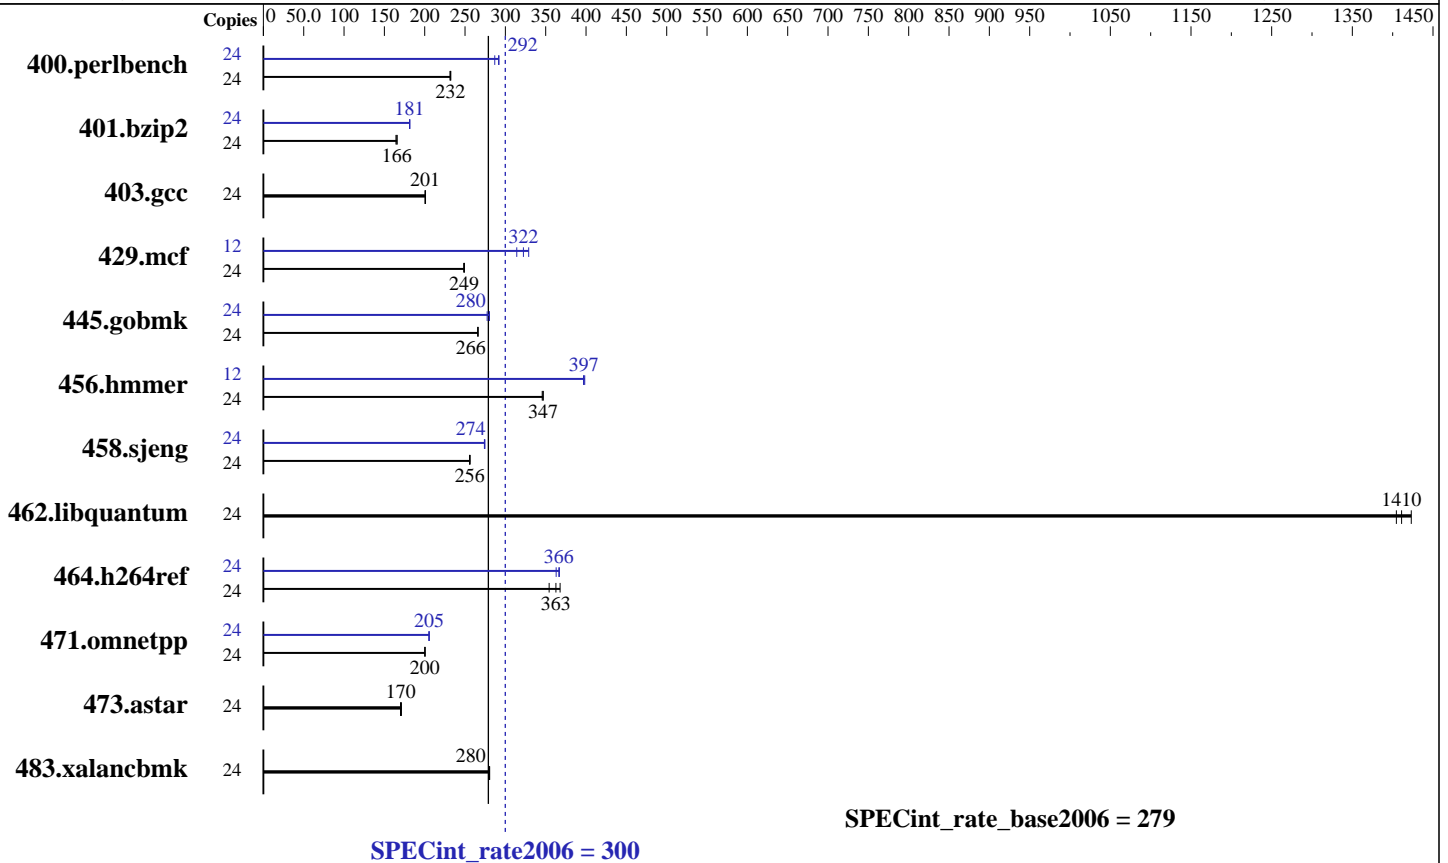 Copies 0 50.0 100 150 200 250 300 350 400 450 500 550 600 650 700 750 800 850 900 950 1050 1150 1250 1350 1450
400.perlbench 24 292
24 232
401.bzip2 24 181
24 166
403.gcc 24 201
429.mcf 12 322
24 249
445.gobmk 24 280
24 266
456.hmmer 12 397
24 347
458.sjeng 24 274
24 256
462.libquantum 24 1410
464.h264ref 24 366
24 363
471.omnetpp 24 205
24 200
473.astar 24 170
483.xalancbmk 24 280
SPECint_rate_base2006 = 279
SPECint_rate2006 = 300